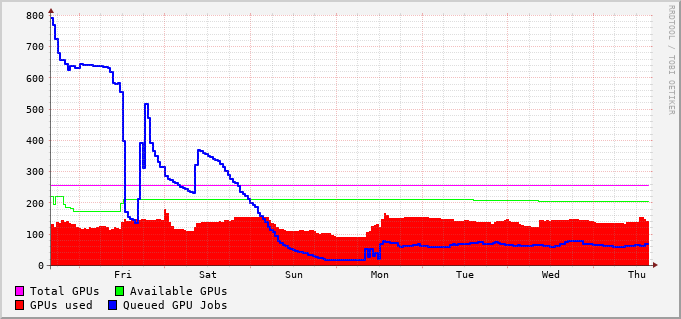 800
700
600
500
400
300
200
100
0
Fri Sat Sun Mon Tue Wed Thu
Total GPUs Available GPUs
GPUs used Queued GPU Jobs
RRDTOOL / TOBI OETIKER